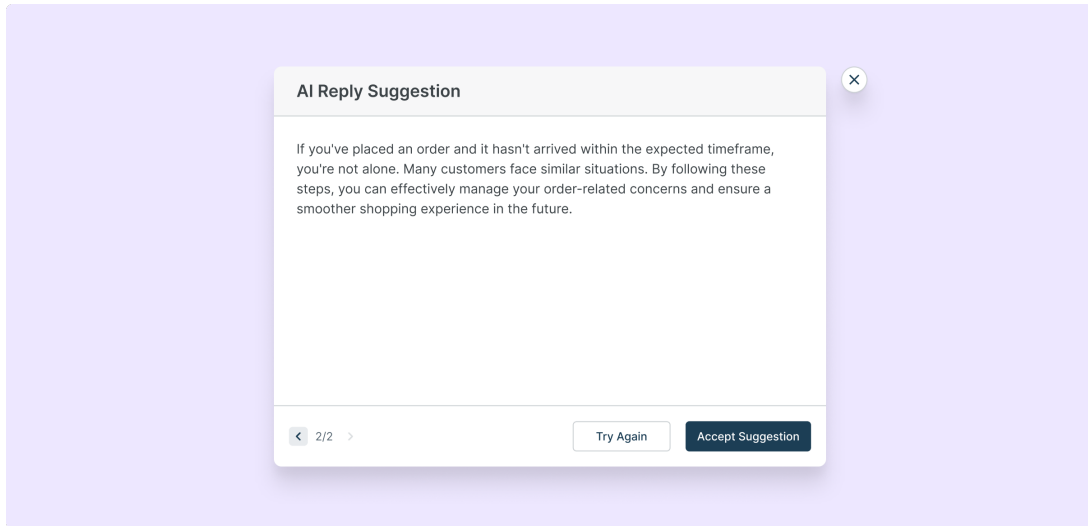 AI Reply Suggestion
If you've placed an order and it hasn't arrived within the expected timeframe,
you're not alone. Many customers face similar situations. By following these
steps, you can effectively manage your order-related concerns and ensure a
smoother shopping experience in the future.
2/2
Try Again
Accept Suggestion